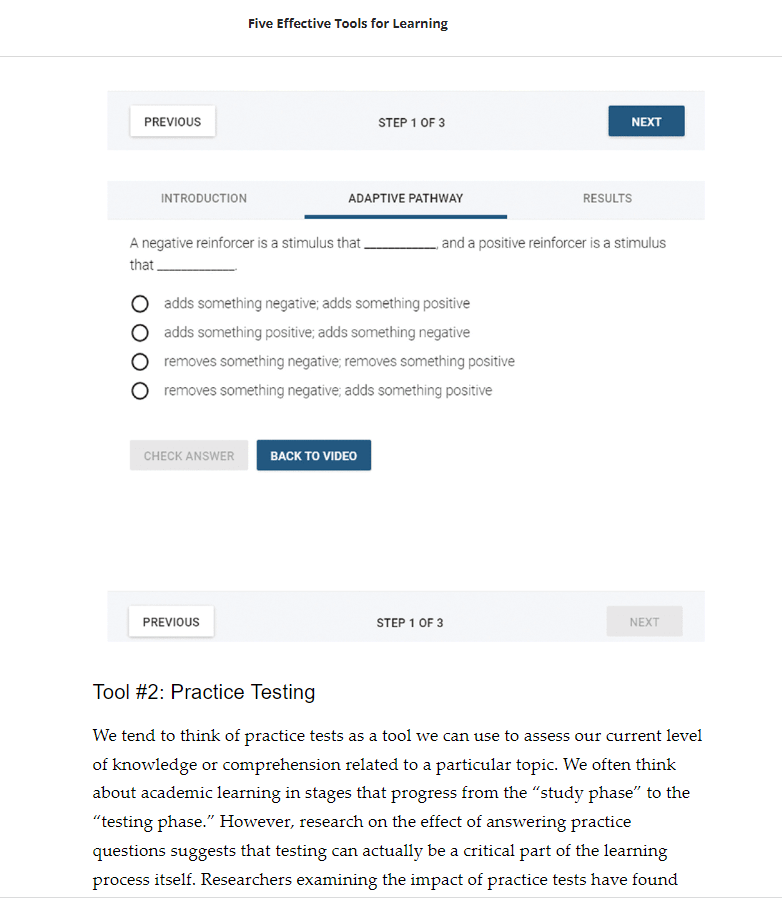 Five Effective Tools for Learning
PREVIOUS
STEP 1 OF 3
NEXT
INTRODUCTION
ADAPTIVE PATHWAY
RESULTS
A negative reinforcer is a stimulus that ____________, and a positive reinforcer is a stimulus
that _____________.
adds something negative; adds something positive
adds something positive; adds something negative
removes something negative; removes something positive
removes something negative; adds something positive
CHECK ANSWER
BACK TO VIDEO
PREVIOUS
STEP 1 OF 3
NEXT
Tool #2: Practice Testing
We tend to think of practice tests as a tool we can use to assess our current level
of knowledge or comprehension related to a particular topic. We often think
about academic learning in stages that progress from the “study phase” to the
“testing phase.” However, research on the effect of answering practice
questions suggests that testing can actually be a critical part of the learning
process itself. Researchers examining the impact of practice tests have found